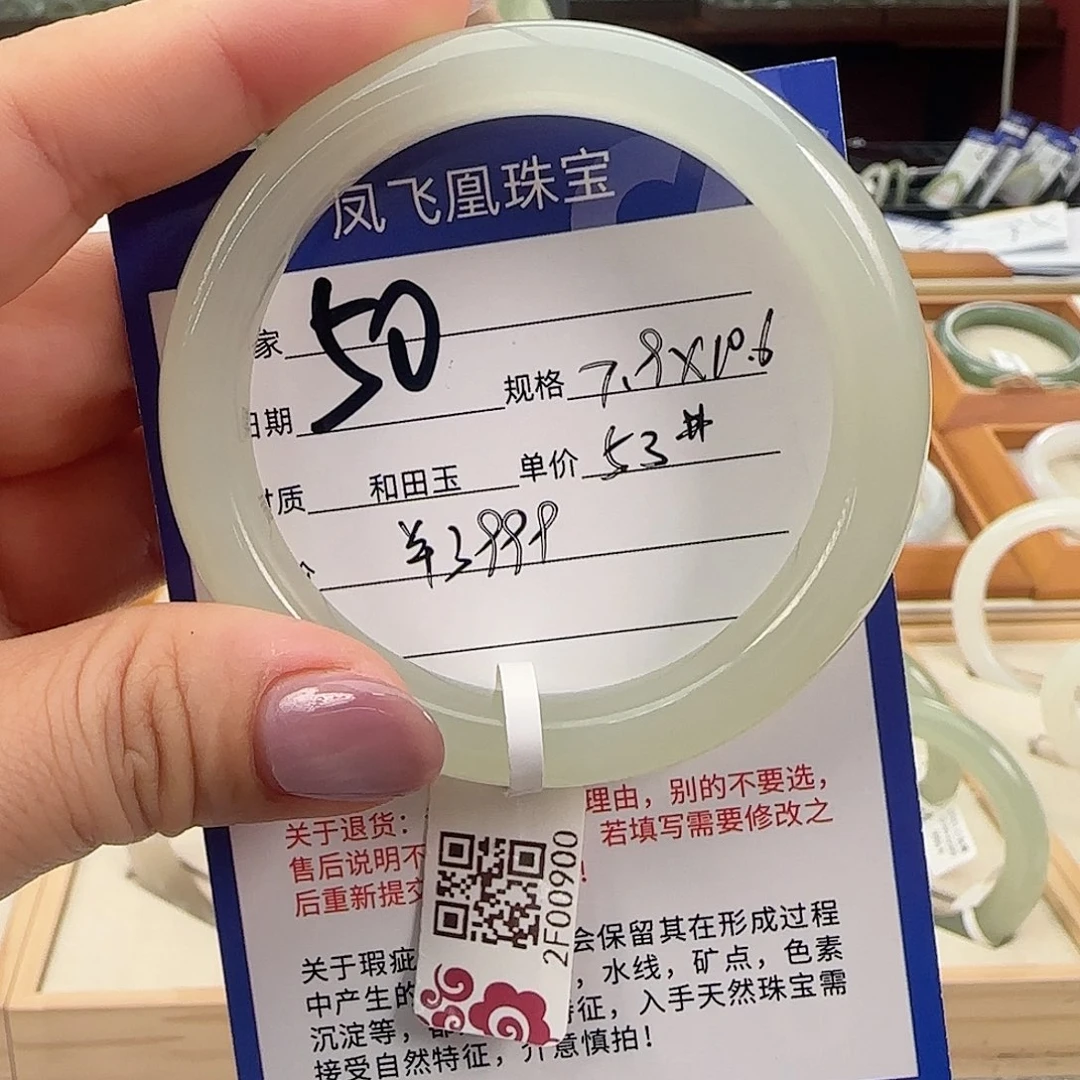 凤飞凰珠宝
家
50
规格 7.9X10.6
日期
材质 和田玉 单价 53#
¥3999
关于退货： 理由，别的不要选，
售后说明不 若填写需要修改之
后重新提交 !
2F00900
关于瑕疵 会保留其在形成过程
中产生的 ，水线，矿点，色素
沉淀等， 特征，入手天然珠宝需
接受自然特征，介意慎拍！